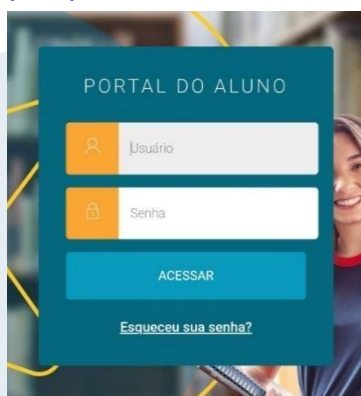 PORTAL DO ALUNO
Usuário
Senha
ACESSAR
Esqueceu sua senha?